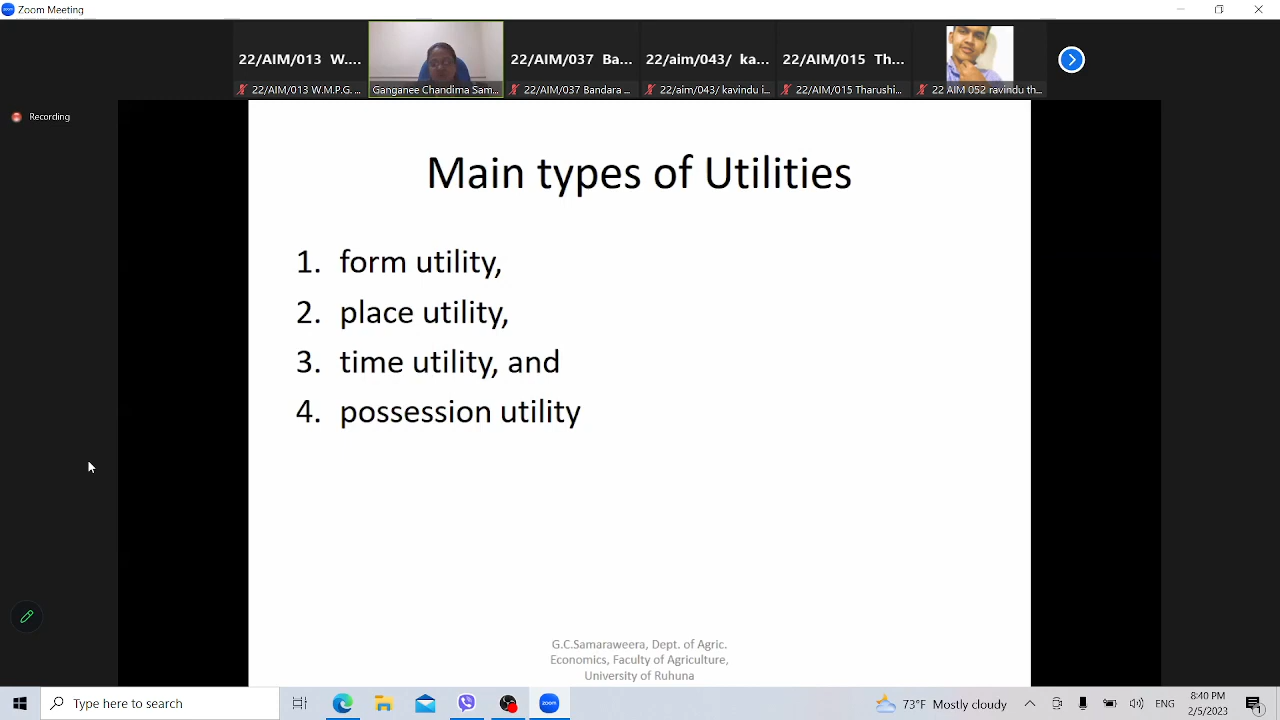 Zoom Meeting
22/AIM/013 W.... 22/AIM/037 Ba... 22/aim/043/ ka... 22/AIM/015 Th...
22/AIM/013 W.M.P.G. ... Ganganee Chandima Sam... 22/AIM/037 Bandara ... 22/aim/043/ kavindu i... 22/AIM/015 Tharushi... 22 AIM 052 ravindu th...
Recording
Main types of Utilities
1. form utility,
2. place utility,
3. time utility, and
4. possession utility
G.C.Samaraweera, Dept. of Agric.
Economics, Faculty of Agriculture,
University of Ruhuna
Type here to search
zoom
73°F Mostly cloudy
8:40 PM
2/5/2023
1